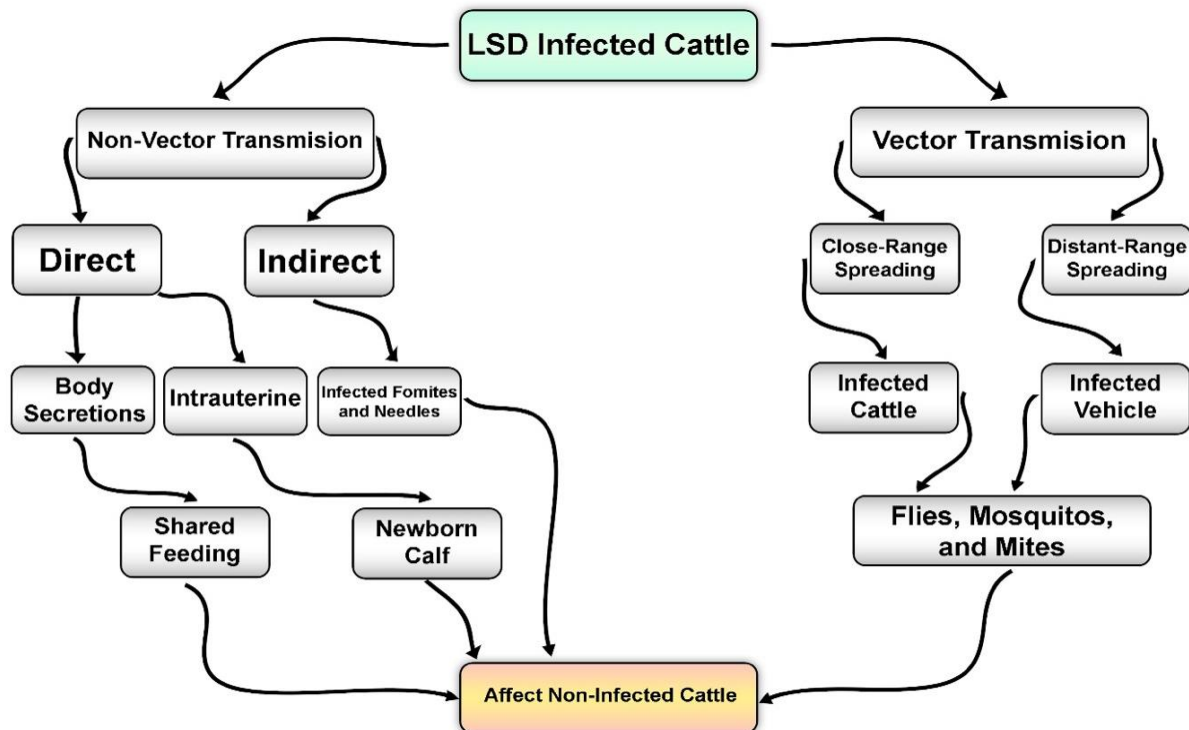 LSD Infected Cattle
Non-Vector Transmision
Vector Transmision
Direct
Indirect
Close-Range
Spreading
Distant-Range
Spreading
Body
Secretions
Intrauterine
Infected Fomites
and Needles
Infected
Cattle
Infected
Vehicle
Shared
Feeding
Newborn
Calf
Flies, Mosquitos,
and Mites
Affect Non-Infected Cattle